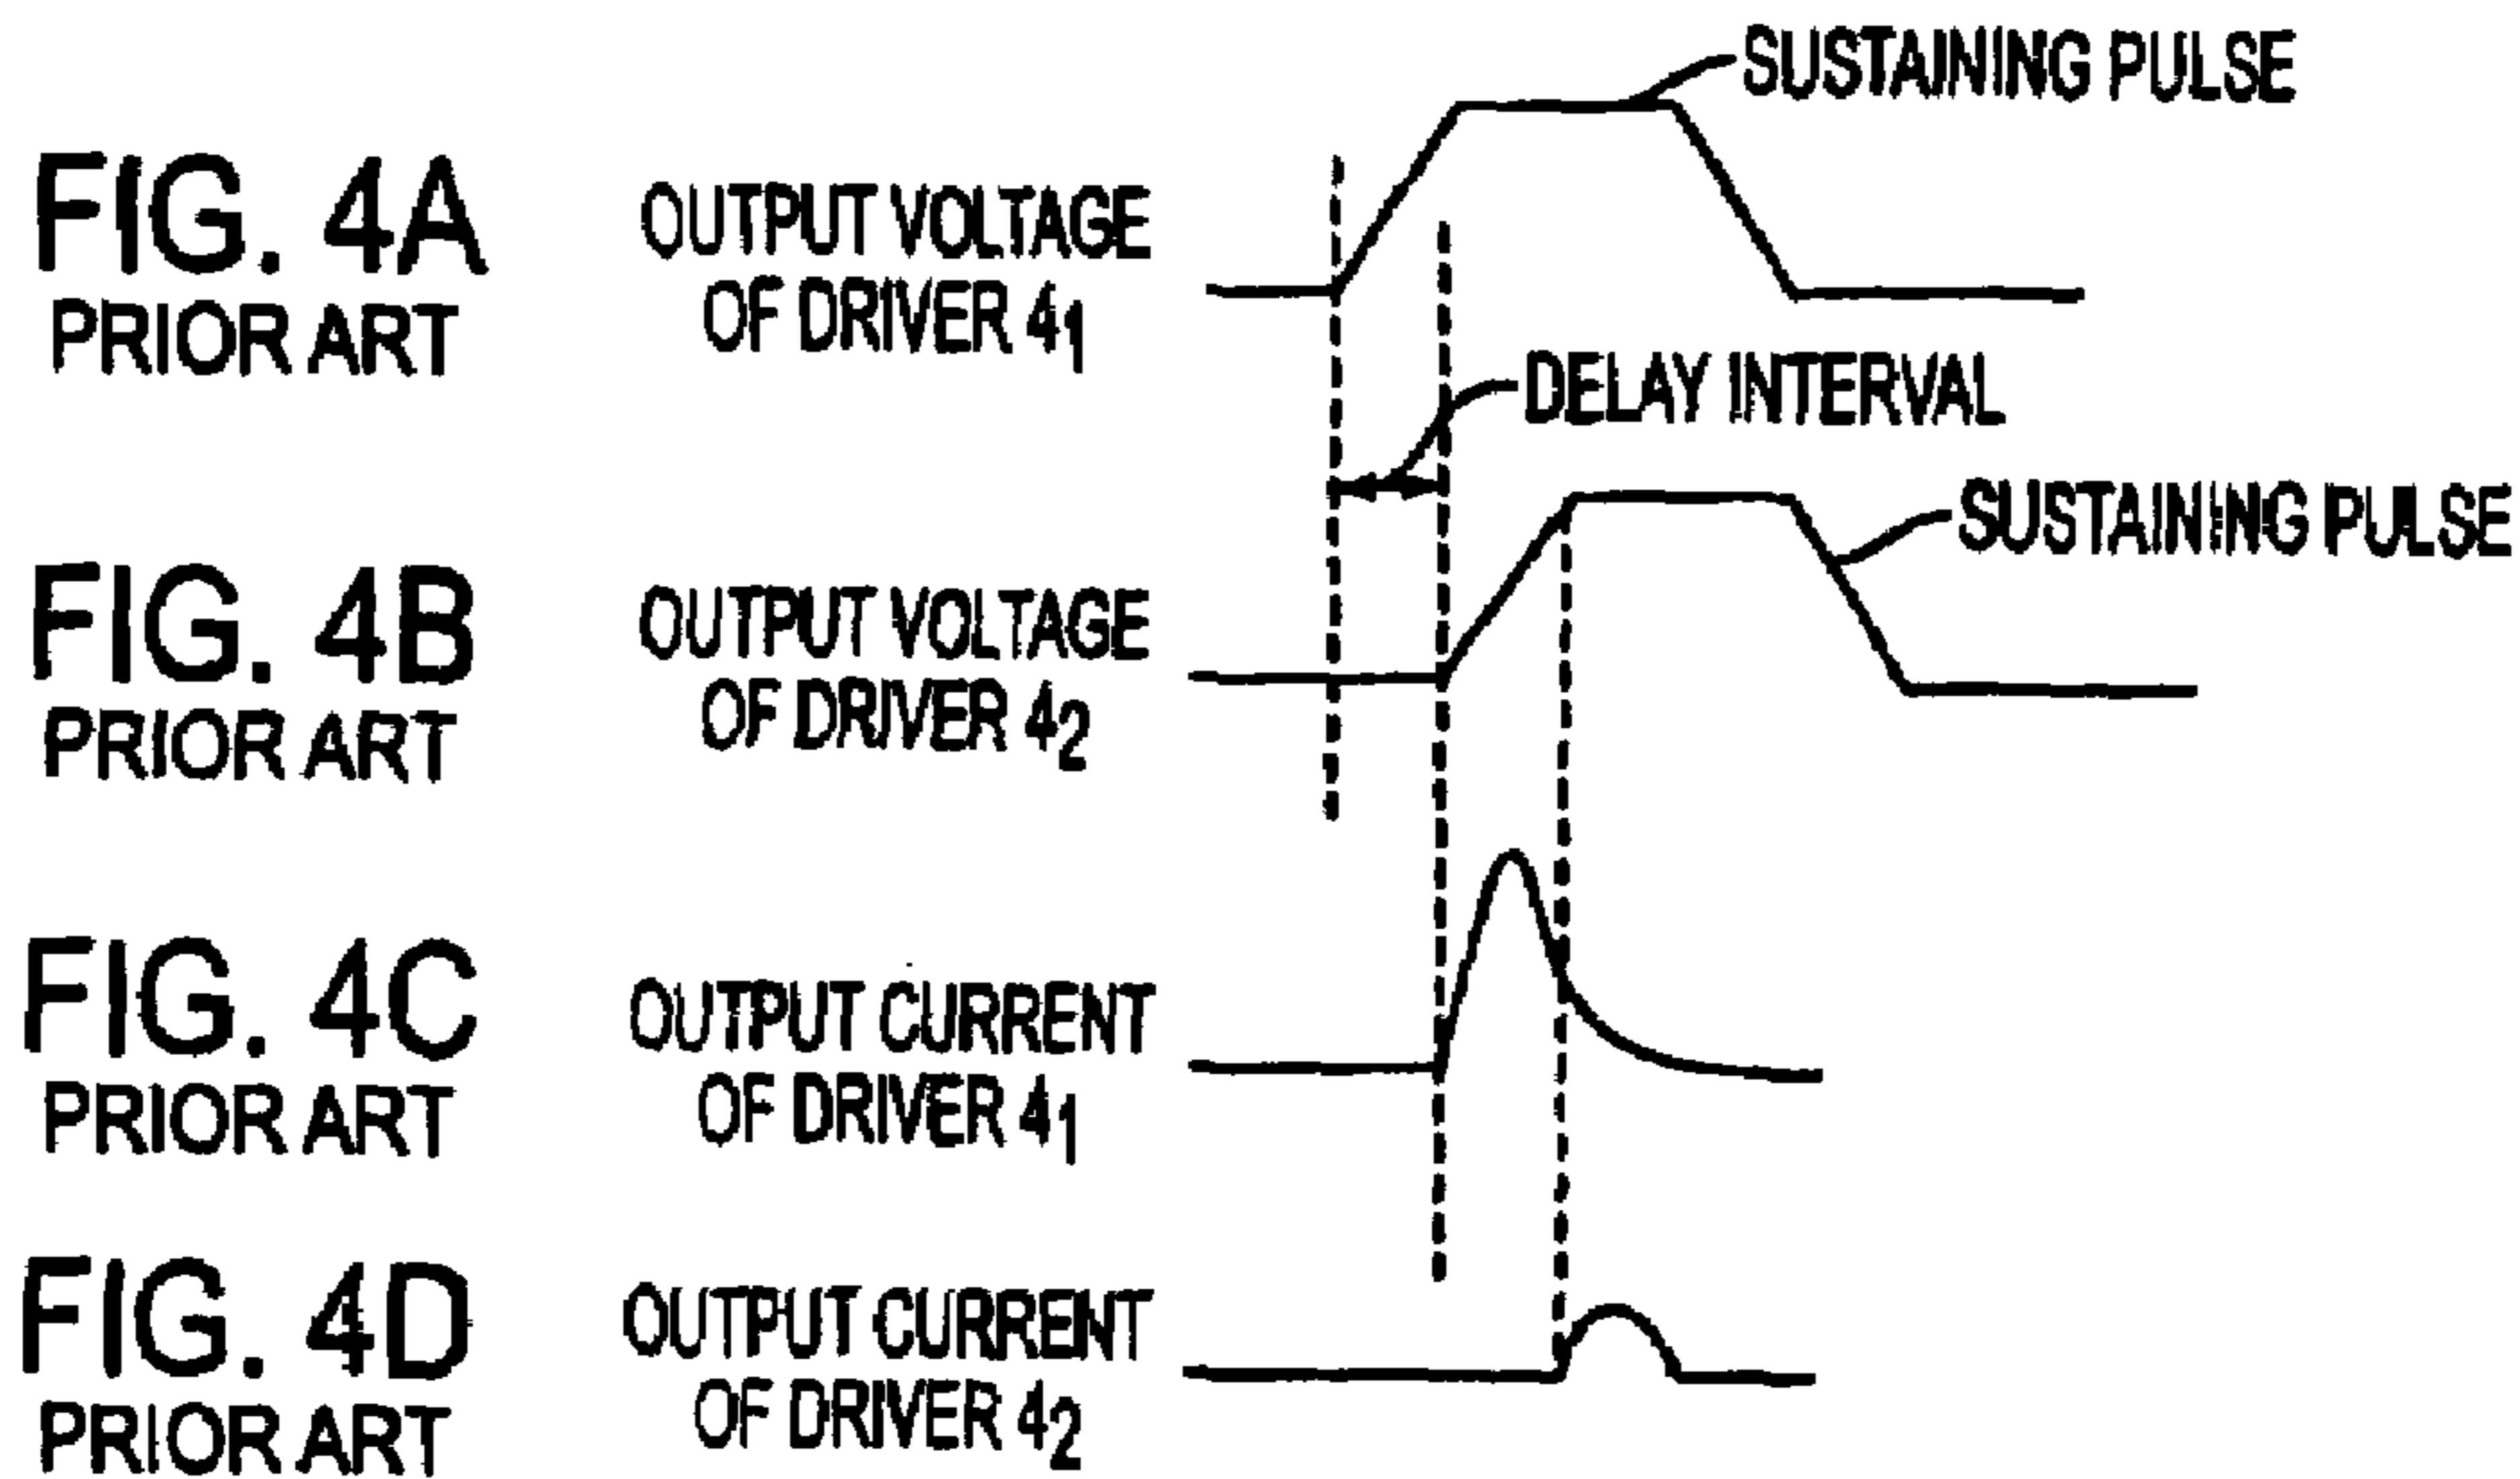 SUSTAINING PULSE
FIG. 4A
PRIOR ART
OUTPUT VOLTAGE
OF DRIVER 4₁
DELAY INTERVAL
SUSTAINING PULSE
FIG. 4B
PRIOR ART
OUTPUT VOLTAGE
OF DRIVER 4₂
FIG. 4C
PRIOR ART
OUTPUT CURRENT
OF DRIVER 4₁
FIG. 4D
PRIOR ART
OUTPUT CURRENT
OF DRIVER 4₂